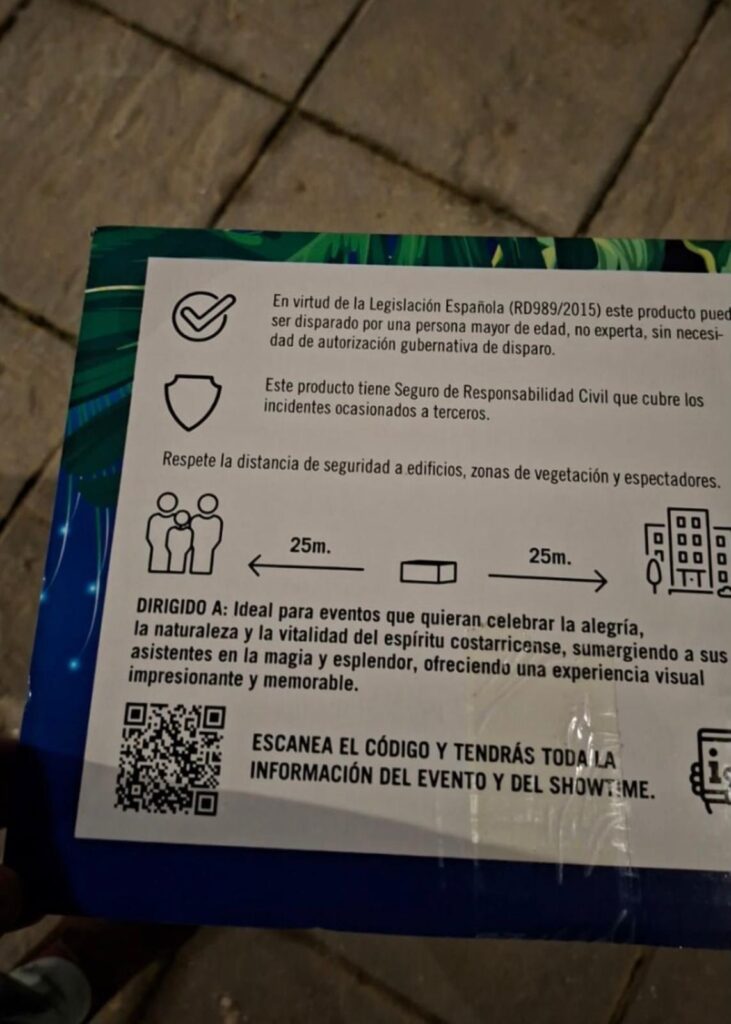 En virtud de la Legislación Española (RD989/2015) este producto pued
ser disparado por una persona mayor de edad, no experta, sin necesi-
dad de autorización gubernativa de disparo.
Este producto tiene Seguro de Responsabilidad Civil que cubre los
incidentes ocasionados a terceros.
Respete la distancia de seguridad a edificios, zonas de vegetación y espectadores.
25m.
25m.
DIRIGIDO A: Ideal para eventos que quieran celebrar la alegría,
la naturaleza y la vitalidad del espíritu costarricense, sumergiendo a sus
asistentes en la magia y esplendor, ofreciendo una experiencia visual
impresionante y memorable.
ESCANEA EL CÓDIGO Y TENDRÁS TODA LA
INFORMACIÓN DEL EVENTO Y DEL SHOWTIME.
i